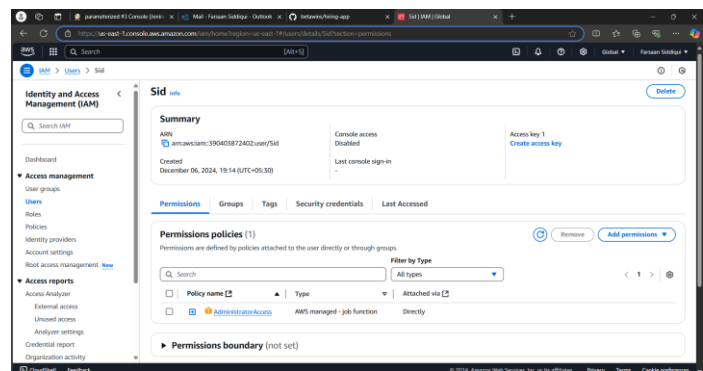 parameterized #3 Console [Jenki
Mail - Farsaan Siddiqui - Outlook
betawins/hiring-app
Sid | IAM | Global
https://us-east-1.console.aws.amazon.com/iam/home?region=us-east-1#/users/details/Sid?section=permissions
aws
Search
[Alt+S]
Global
Farsaan Siddiqui
IAM > Users > Sid
Identity and Access Management (IAM)
Search IAM
Dashboard
Access management
User groups
Users
Roles
Policies
Identity providers
Account settings
Root access management New
Access reports
Access Analyzer
External access
Unused access
Analyzer settings
Credential report
Organization activity
Sid Info
Delete
Summary
ARN
arn:aws:iam::390403872402:user/Sid
Console access
Disabled
Access key 1
Create access key
Created
December 06, 2024, 19:14 (UTC+05:30)
Last console sign-in
-
Permissions Groups Tags Security credentials Last Accessed
Permissions policies (1)
Remove
Add permissions
Permissions are defined by policies attached to the user directly or through groups.
Filter by Type
Search
All types
1
Policy name
Type
Attached via
AdministratorAccess
AWS managed - job function
Directly
Permissions boundary (not set)
CloudShell Feedback
© 2024, Amazon Web Services, Inc. or its affiliates. Privacy Terms Cookie preferences